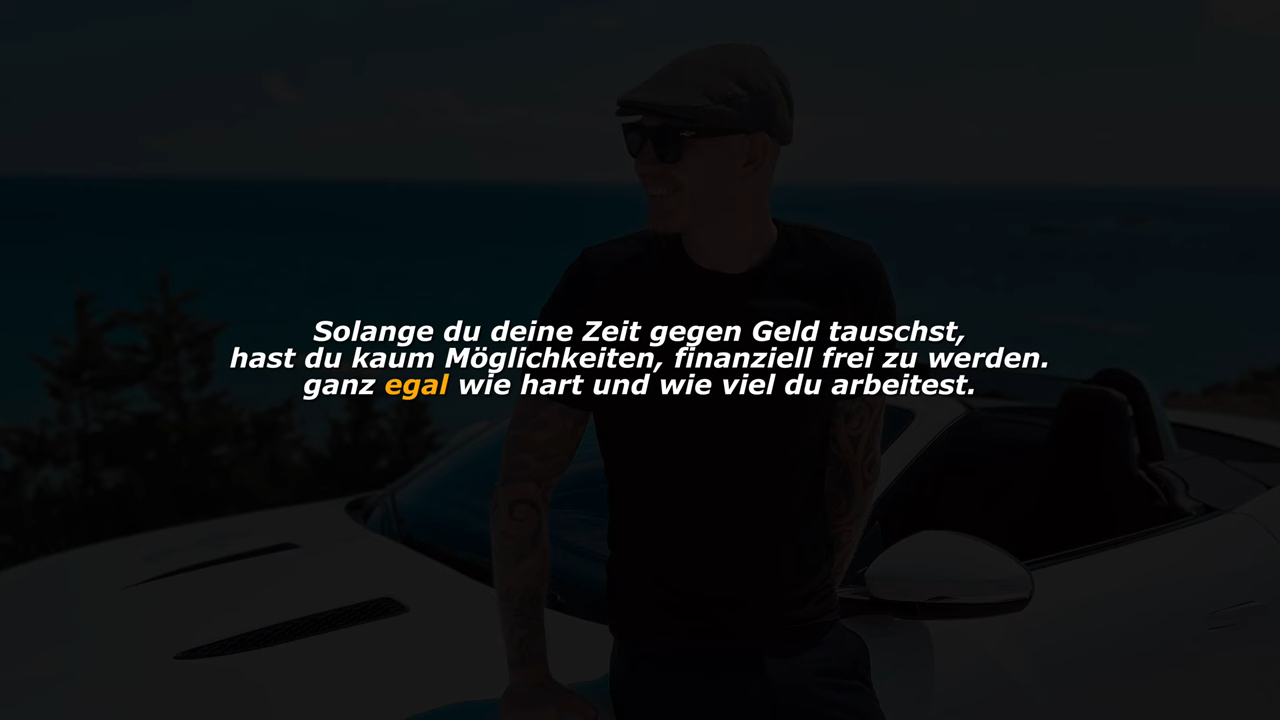 Solange du deine Zeit gegen Geld tauschst,
hast du kaum Möglichkeiten, finanziell frei zu werden.
ganz egal wie hart und wie viel du arbeitest.